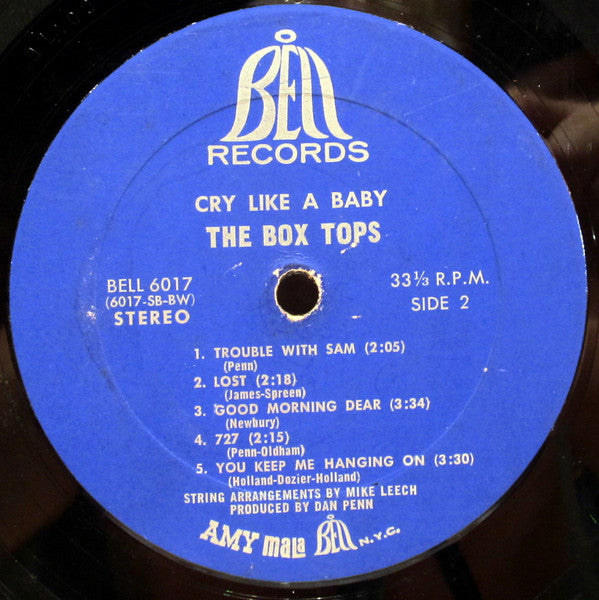 BELL
RECORDS
CRY LIKE A BABY
THE BOX TOPS
BELL 6017
(6017-SB-BW)
STEREO
33⅓ R.P.M.
SIDE 2
1. TROUBLE WITH SAM (2:05)
(Penn)
2. LOST (2:18)
(James-Spreen)
3. GOOD MORNING DEAR (3:34)
(Newbury)
4. 727 (2:15)
(Penn-Oldham)
5. YOU KEEP ME HANGING ON (3:30)
(Holland-Dozier-Holland)
STRING ARRANGEMENTS BY MIKE LEECH
PRODUCED BY DAN PENN
AMY mala BELL N.Y.C.